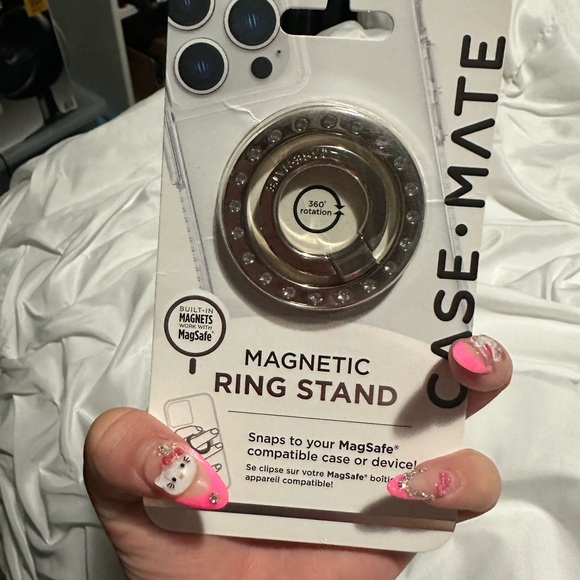 CASE·MATE
360°
rotation
BUILT-IN
MAGNETS
WORK WITH
MagSafe®
MAGNETIC
RING STAND
Snaps to your MagSafe®
compatible case or device!
Se clipse sur votre MagSafe®
appareil compatible!